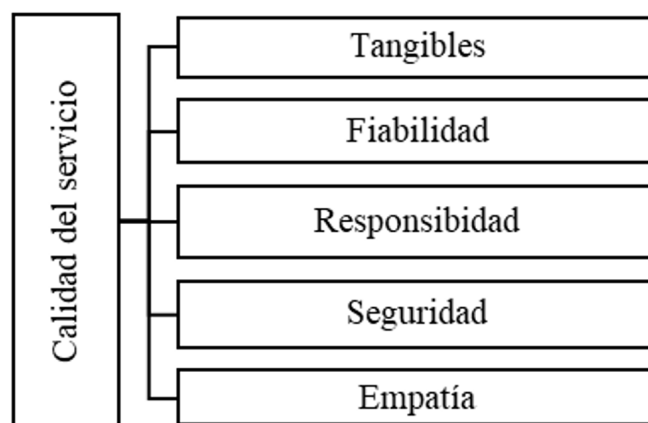 Calidad del servicio
Tangibles
Fiabilidad
Responsibidad
Seguridad
Empatía